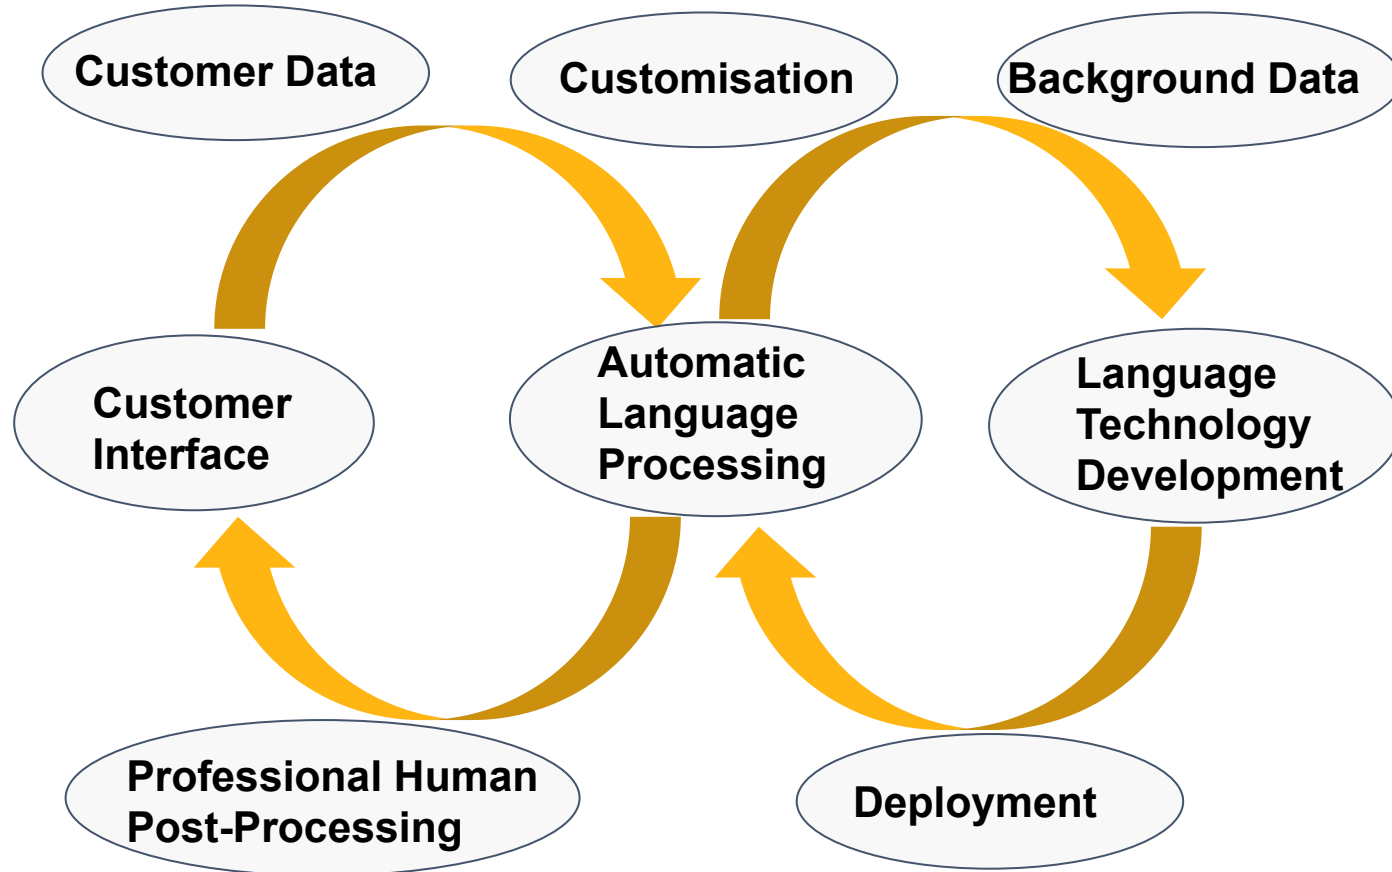 Customer Data
Customisation
Background Data
Customer
Interface
Automatic
Language
Processing
Language
Technology
Development
Professional Human
Post-Processing
Deployment